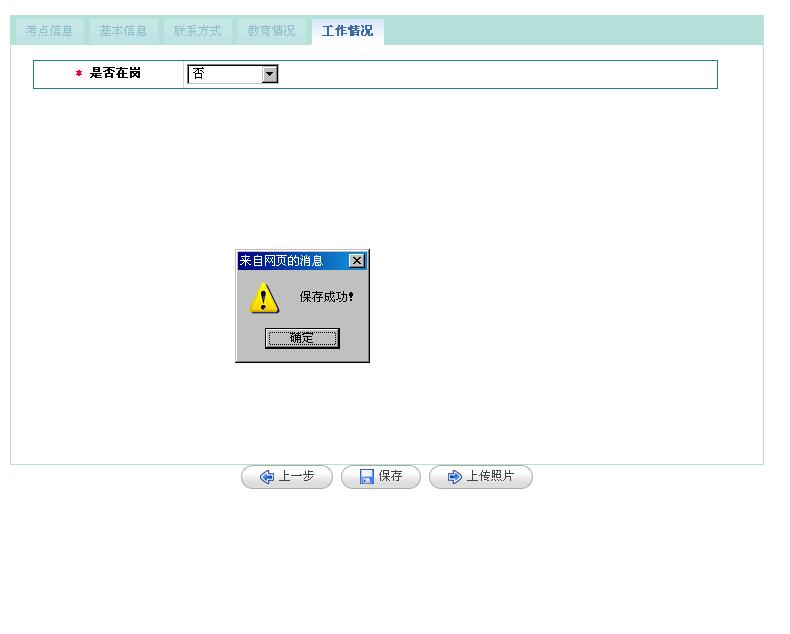 考点信息 基本信息 联系方式 教育情况 工作情况
* 是否在岗 否
来自网页的消息
保存成功!
确定
上一步 保存 上传照片